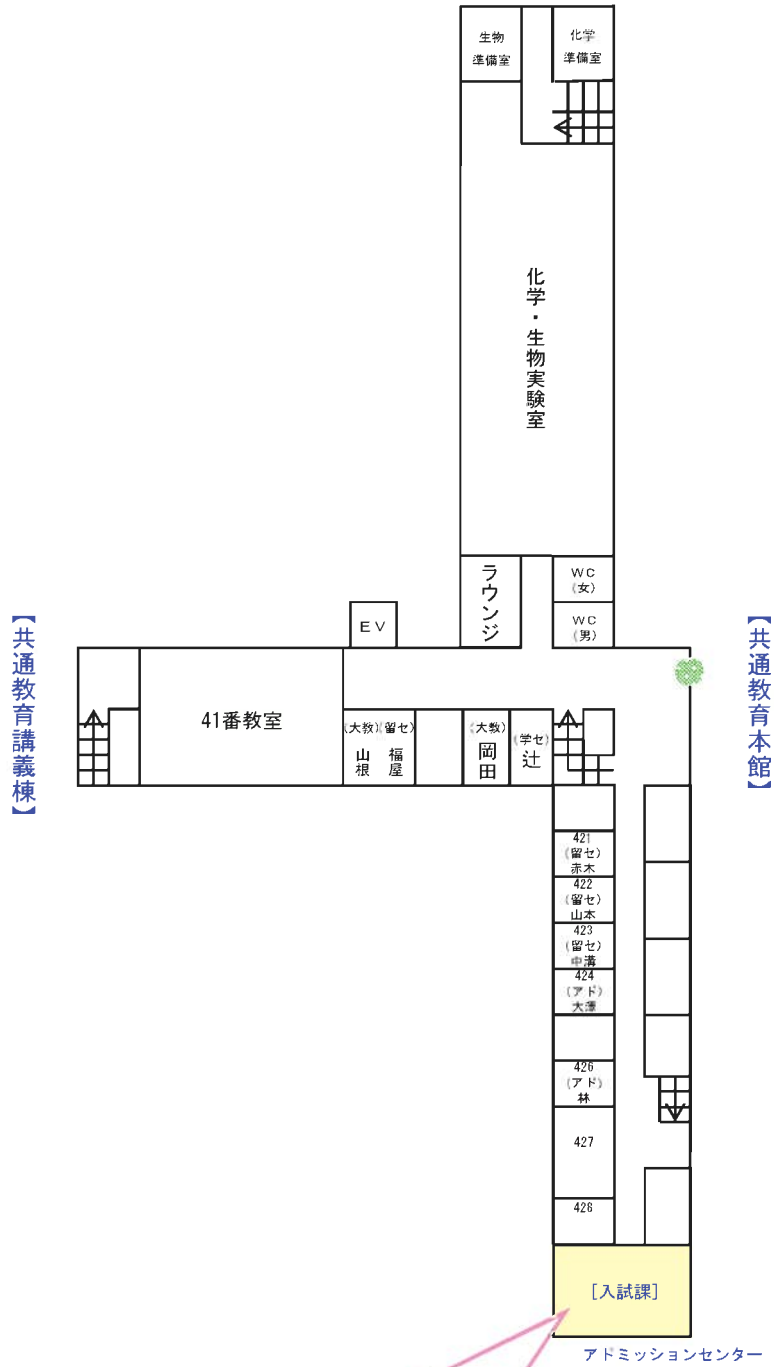 生物
準備室
化学
準備室
化学・生物実験室
ラウンジ
WC
(女)
WC
(男)
EV
【共通教育講義棟】
【共通教育本館】
41番教室
(大教)
山根
(留セ)
福屋
(大教)
岡田
(学セ)
辻
421
(留セ)
赤木
422
(留セ)
山本
423
(留セ)
中溝
424
(アド)
大澤
426
(アド)
林
427
428
[入試課]
アドミッションセンター